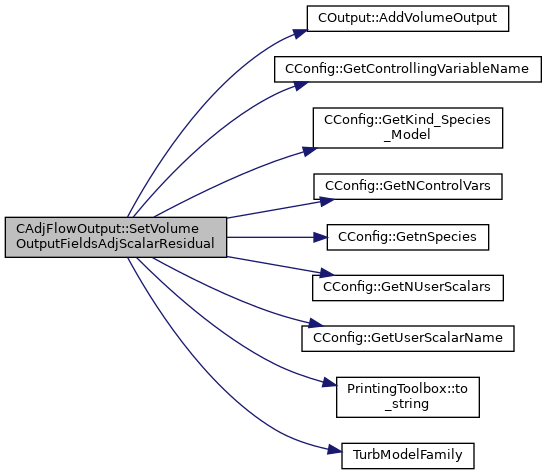 COutput::AddVolumeOutput
CConfig::GetControllingVariableName
CConfig::GetKind_Species
_Model
CConfig::GetNControlVars
CAdjFlowOutput::SetVolume
OutputFieldsAdjScalarResidual
CConfig::GetnSpecies
CConfig::GetNUserScalars
CConfig::GetUserScalarName
PrintingToolbox::to
_string
TurbModelFamily